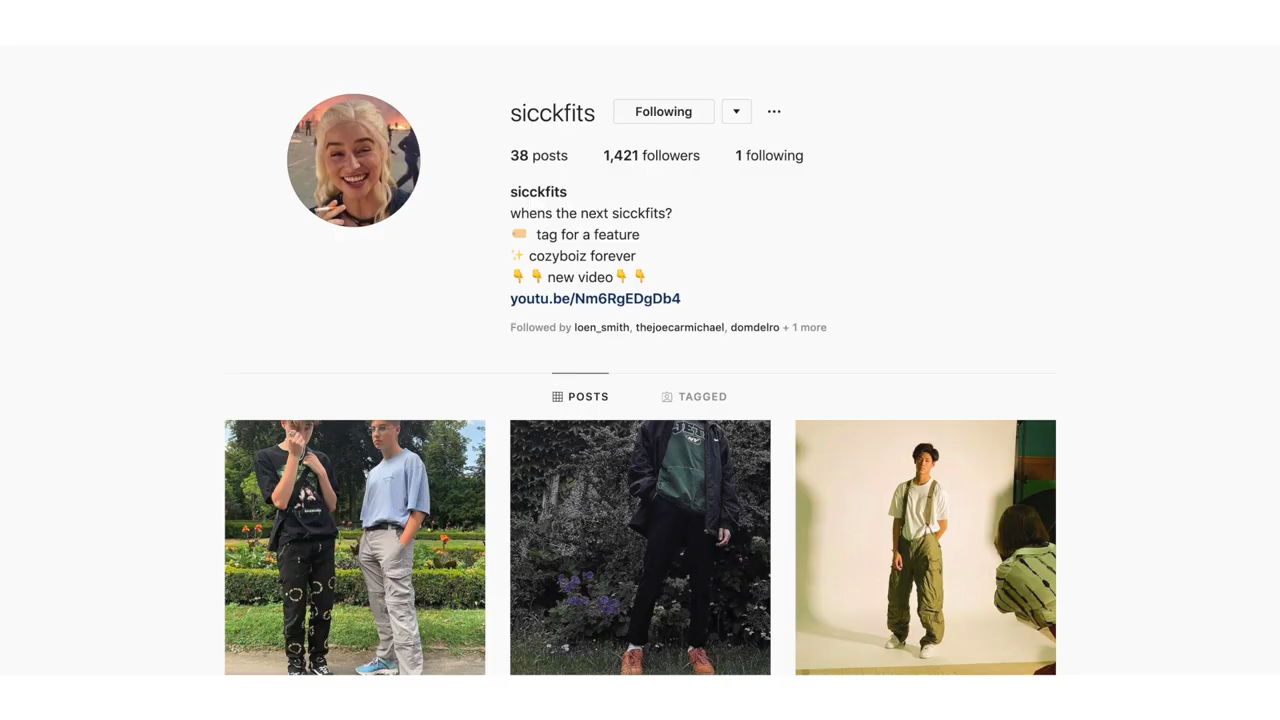 sicckfits Following
38 posts 1,421 followers 1 following
sicckfits
whens the next sicckfits?
tag for a feature
✨ cozyboiz forever
👇 👇 new video👇 👇
youtu.be/Nm6RgEDgDb4
Followed by loen_smith, thejoecarmichael, domdelro + 1 more
POSTS TAGGED
NY